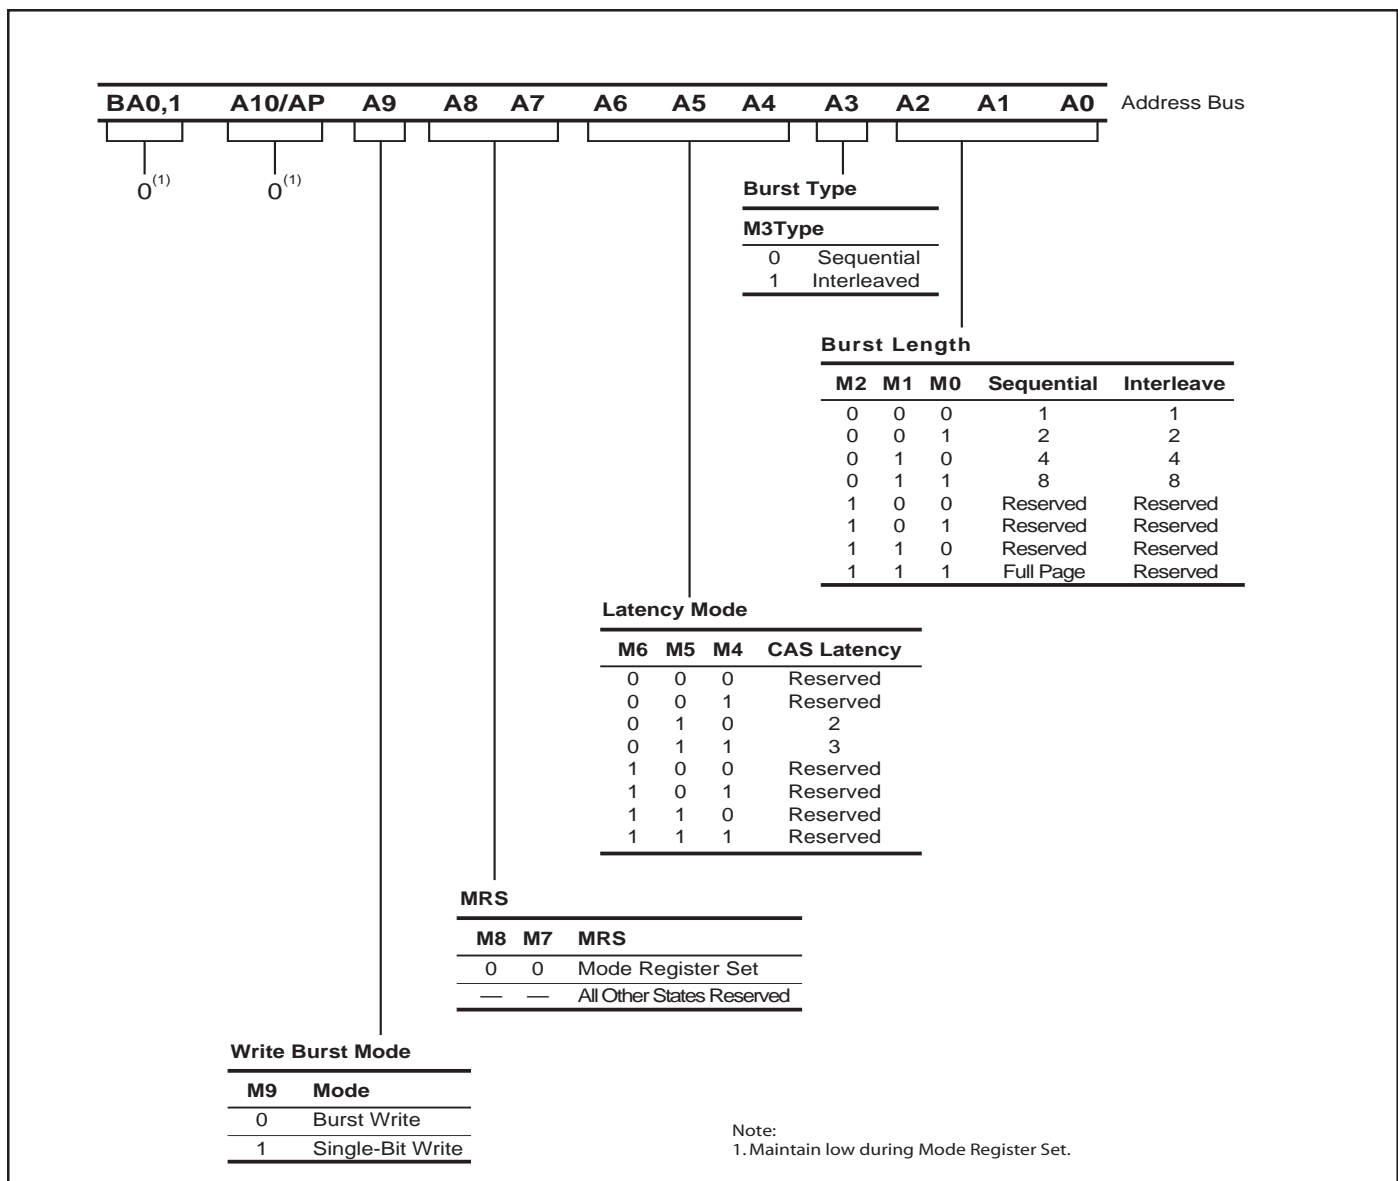 BA0,1 A10/AP A9 A8 A7 A6 A5 A4 A3 A2 A1 A0 Address Bus
0(1) 0(1)
Burst Type
M3Type
0 Sequential
1 Interleaved
Burst Length
M2 M1 M0 Sequential Interleave
0 0 0 1 1
0 0 1 2 2
0 1 0 4 4
0 1 1 8 8
1 0 0 Reserved Reserved
1 0 1 Reserved Reserved
1 1 0 Reserved Reserved
1 1 1 Full Page Reserved
Latency Mode
M6 M5 M4 CAS Latency
0 0 0 Reserved
0 0 1 Reserved
0 1 0 2
0 1 1 3
1 0 0 Reserved
1 0 1 Reserved
1 1 0 Reserved
1 1 1 Reserved
MRS
M8 M7 MRS
0 0 Mode Register Set
— — All Other States Reserved
Write Burst Mode
M9 Mode
0 Burst Write
1 Single-Bit Write
Note:
1. Maintain low during Mode Register Set.